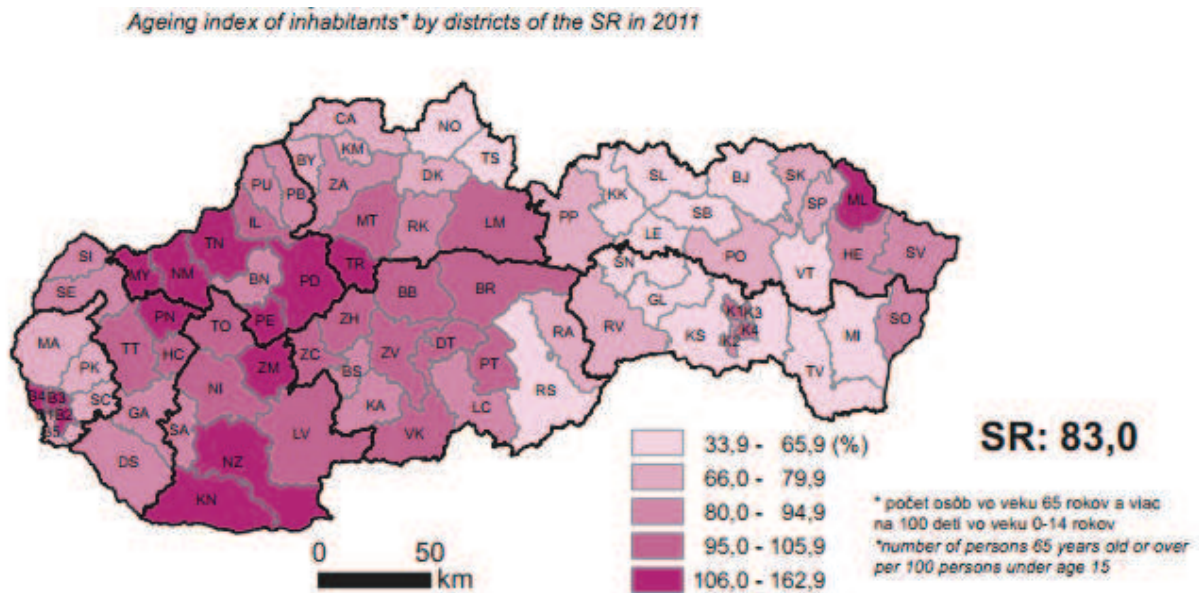 Ageing index of inhabitants* by districts of the SR in 2011
CA
NO
BY
KM
TS
PU
PB
ZA
DK
SL
BJ
SK
KK
SP
ML
IL
MT
RK
LM
PP
SB
TN
LE
PO
HE
SV
SI
MY
NM
BN
PD
TR
VT
SN
SE
BB
BR
GL
PN
PE
TO
ZH
K1
K3
MA
TT
HC
RA
RV
KS
K4
MI
SO
K2
PK
ZM
ZC
BS
ZV
DT
PT
TV
NI
RS
B4
B3
SC
B2
GA
SA
KA
LC
B5
LV
VK
DS
NZ
KN
33,9 - 65,9 (%)
66,0 - 79,9
80,0 - 94,9
95,0 - 105,9
106,0 - 162,9
SR: 83,0
* počet osôb vo veku 65 rokov a viac
na 100 detí vo veku 0-14 rokov
*number of persons 65 years old or over
per 100 persons under age 15
0 50
km